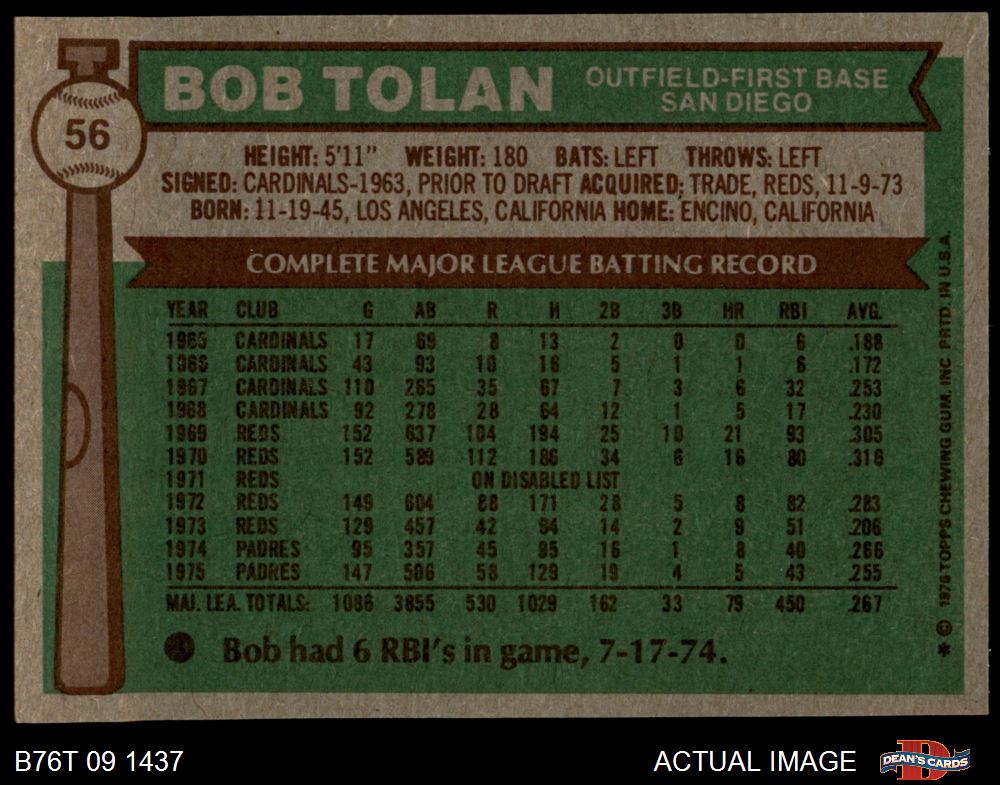 56
BOB TOLAN OUTFIELD-FIRST BASE
SAN DIEGO
HEIGHT: 5'11" WEIGHT: 180 BATS: LEFT THROWS: LEFT
SIGNED: CARDINALS-1963, PRIOR TO DRAFT ACQUIRED: TRADE, REDS, 11-9-73
BORN: 11-19-45, LOS ANGELES, CALIFORNIA HOME: ENCINO, CALIFORNIA
COMPLETE MAJOR LEAGUE BATTING RECORD
YEAR CLUB G AB R H 2B 3B HR RBI AVG.
1965 CARDINALS 17 69 8 13 2 0 0 6 .188
1966 CARDINALS 43 93 10 16 5 1 1 6 .172
1967 CARDINALS 110 265 35 67 7 3 6 32 .253
1968 CARDINALS 92 278 28 64 12 1 5 17 .230
1969 REDS 152 637 104 194 25 10 21 93 .305
1970 REDS 152 589 112 186 34 6 16 80 .316
1971 REDS ON DISABLED LIST
1972 REDS 149 604 88 171 28 5 8 82 .283
1973 REDS 129 457 42 94 14 2 9 51 .206
1974 PADRES 95 357 45 95 16 1 8 40 .266
1975 PADRES 147 506 58 129 19 4 5 43 .255
MAJ. LEA. TOTALS: 1086 3855 530 1029 162 33 79 450 .267
Bob had 6 RBI's in game, 7-17-74.
* © 1976 TOPPS CHEWING GUM, INC PRTD. IN U.S.A.
B76T 09 1437
ACTUAL IMAGE
DEAN'S CARDS